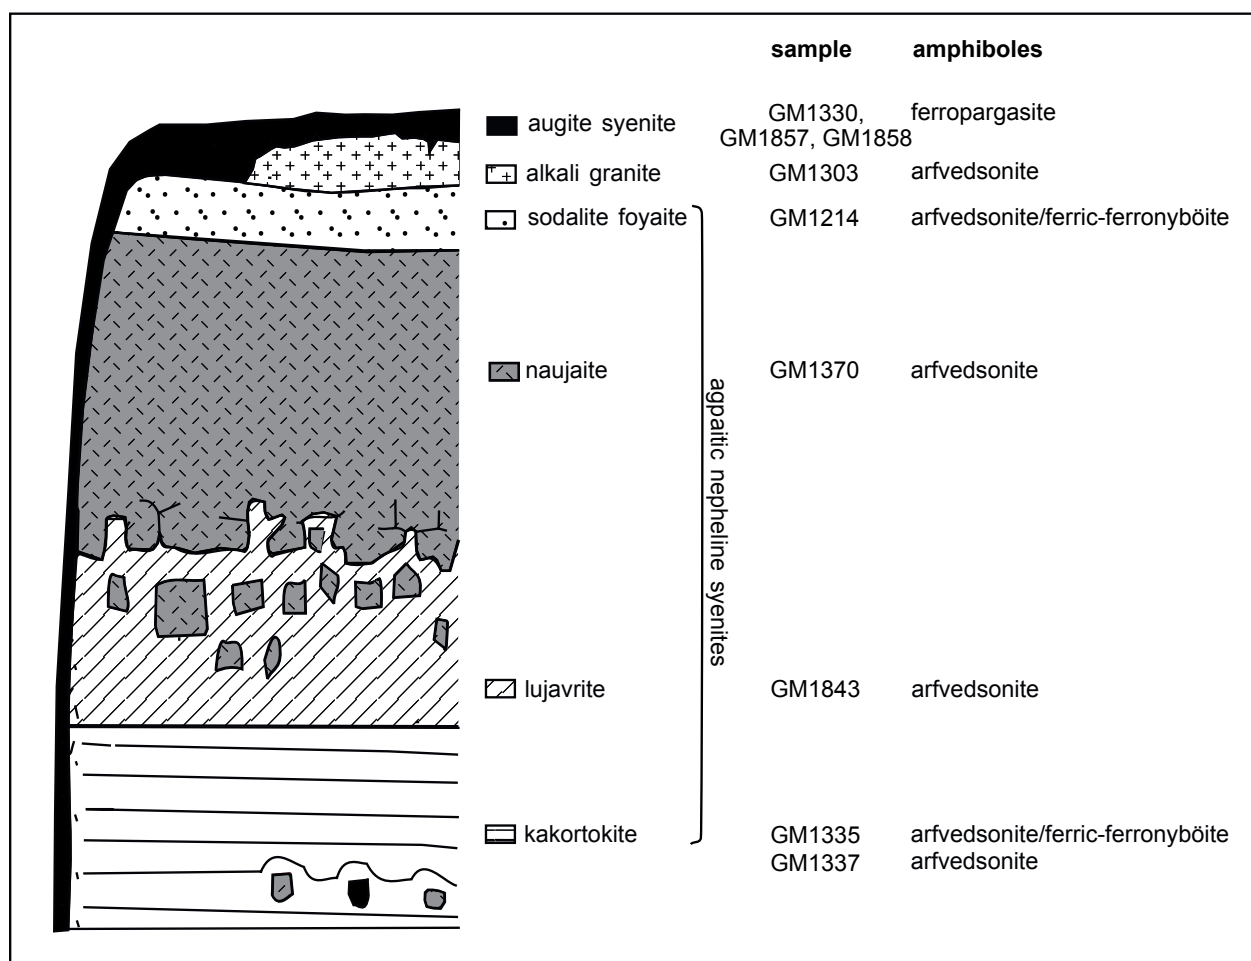 sample amphiboles
augite syenite GM1330, ferropargasite
GM1857, GM1858
alkali granite GM1303 arfvedsonite
sodalite foyaite GM1214 arfvedsonite/ferric-ferronyböite
naujaite GM1370 arfvedsonite
agpaitic nepheline syenites
lujavrite GM1843 arfvedsonite
kakortokite GM1335 arfvedsonite/ferric-ferronyböite
GM1337 arfvedsonite